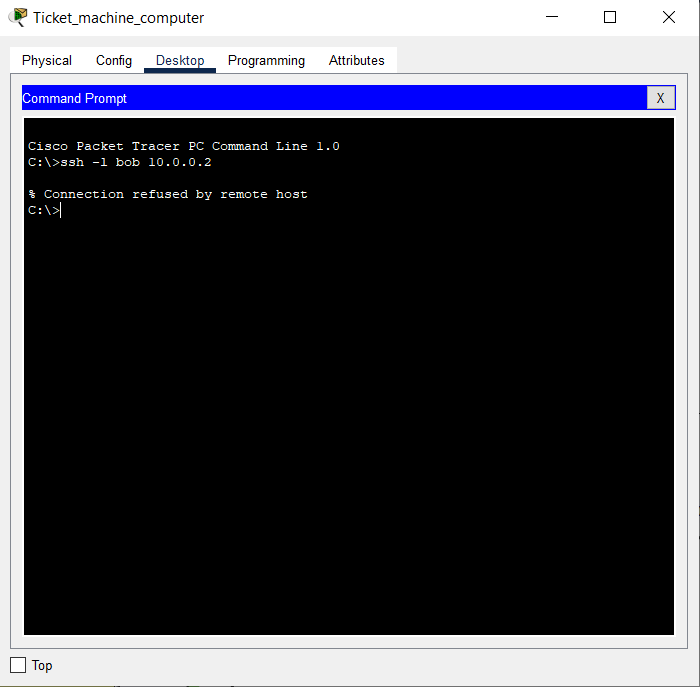 Ticket_machine_computer
Physical Config Desktop Programming Attributes
Command Prompt X
Cisco Packet Tracer PC Command Line 1.0
C:\>ssh -l bob 10.0.0.2
% Connection refused by remote host
C:\>
Top